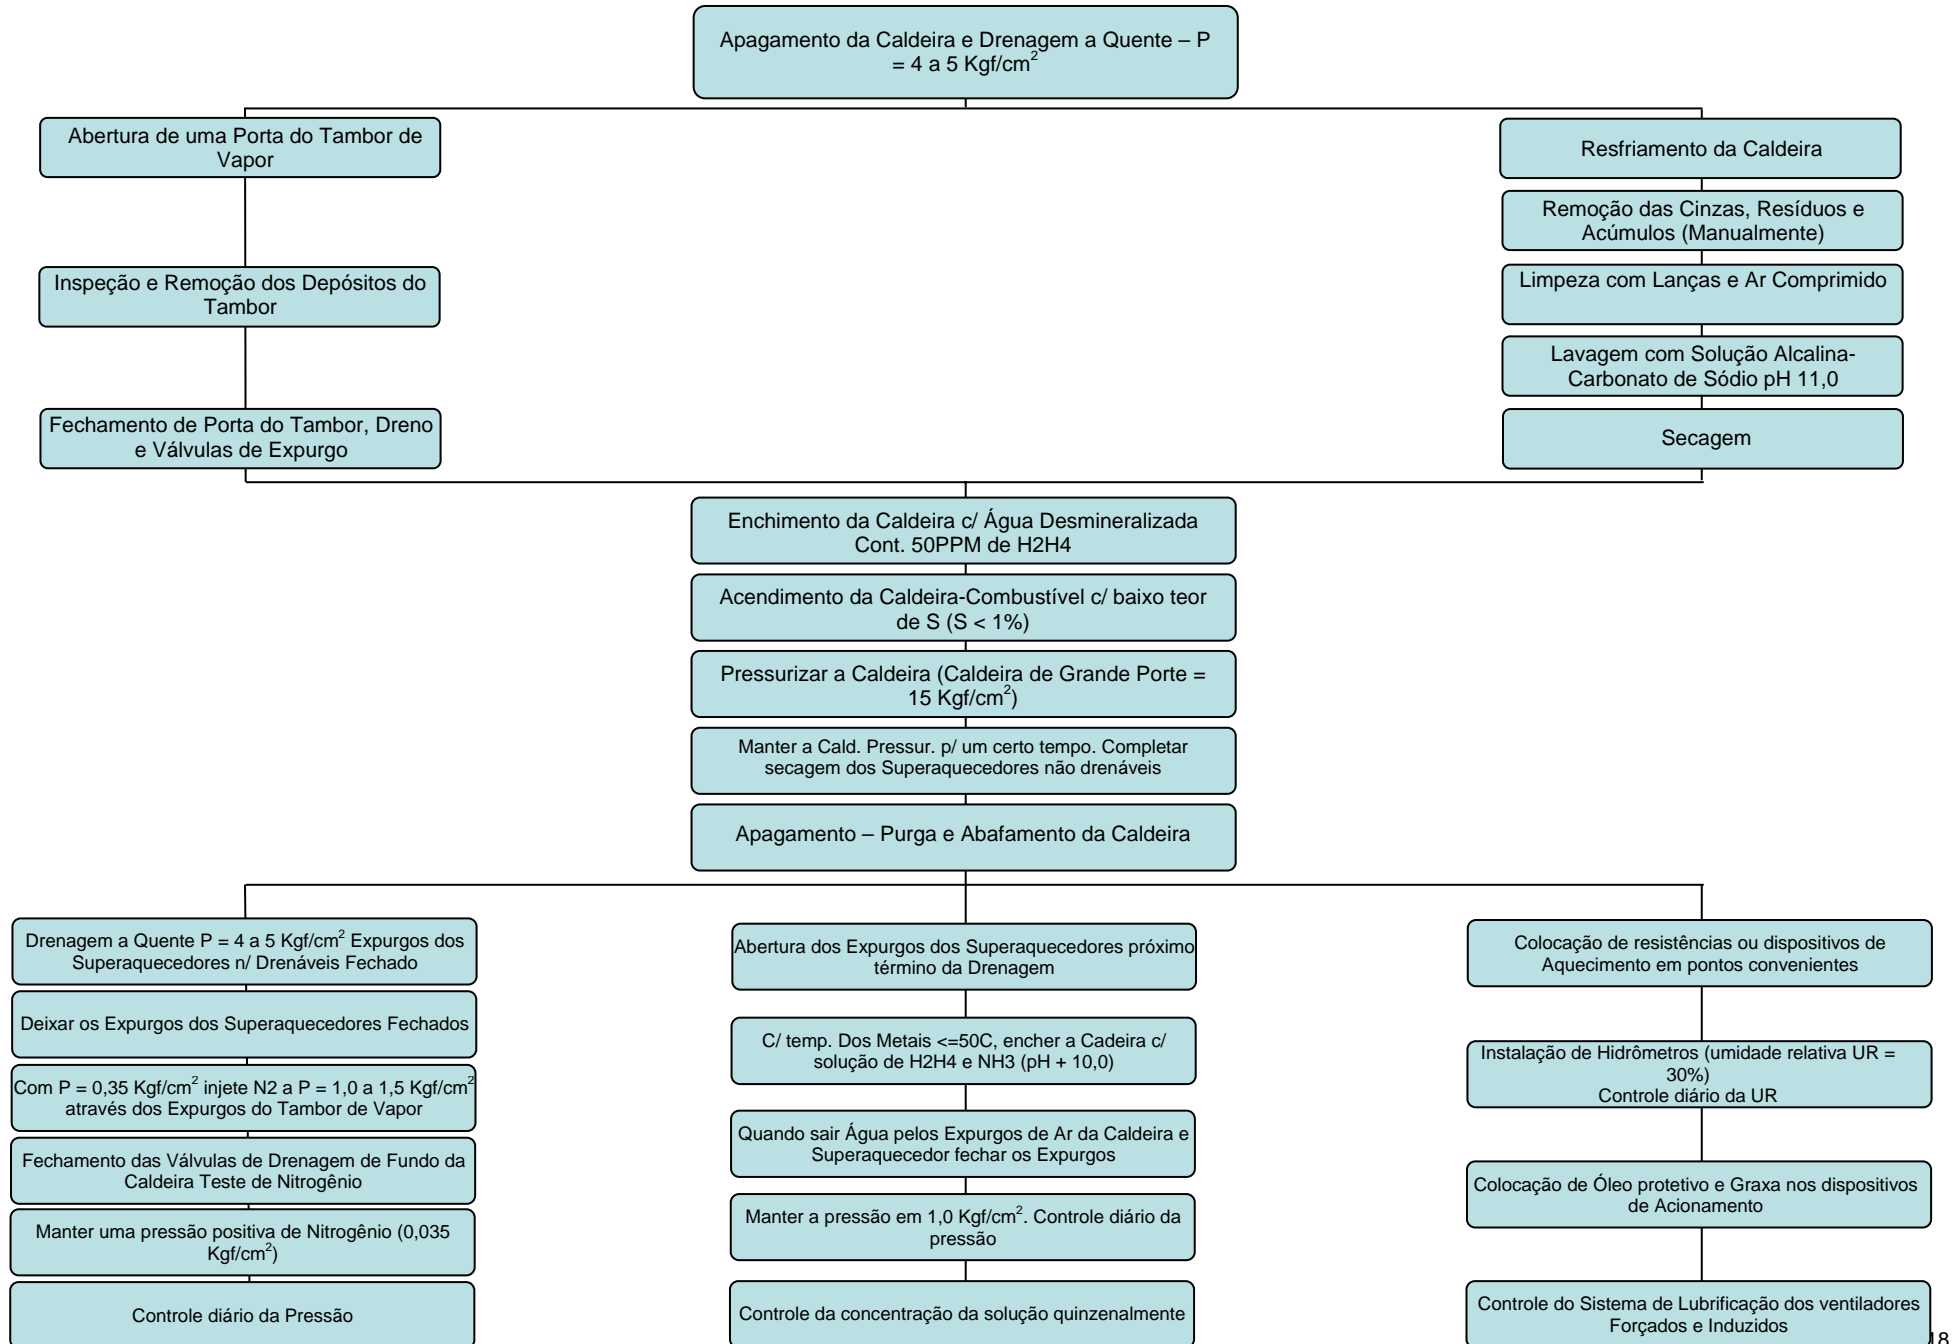 Apagamento da Caldeira e Drenagem a Quente – P
= 4 a 5 Kgf/cm²
Abertura de uma Porta do Tambor de
Vapor
Inspeção e Remoção dos Depósitos do
Tambor
Fechamento de Porta do Tambor, Dreno
e Válvulas de Expurgo
Resfriamento da Caldeira
Remoção das Cinzas, Resíduos e
Acúmulos (Manualmente)
Limpeza com Lanças e Ar Comprimido
Lavagem com Solução Alcalina-
Carbonato de Sódio pH 11,0
Secagem
Enchimento da Caldeira c/ Água Desmineralizada
Cont. 50PPM de H2H4
Acendimento da Caldeira-Combustível c/ baixo teor
de S (S < 1%)
Pressurizar a Caldeira (Caldeira de Grande Porte =
15 Kgf/cm²)
Manter a Cald. Pressur. p/ um certo tempo. Completar
secagem dos Superaquecedores não drenáveis
Apagamento – Purga e Abafamento da Caldeira
Drenagem a Quente P = 4 a 5 Kgf/cm² Expurgos dos
Superaquecedores n/ Drenáveis Fechado
Deixar os Expurgos dos Superaquecedores Fechados
Com P = 0,35 Kgf/cm² injete N2 a P = 1,0 a 1,5 Kgf/cm²
através dos Expurgos do Tambor de Vapor
Fechamento das Válvulas de Drenagem de Fundo da
Caldeira Teste de Nitrogênio
Manter uma pressão positiva de Nitrogênio (0,035
Kgf/cm²)
Controle diário da Pressão
Abertura dos Expurgos dos Superaquecedores próximo
término da Drenagem
C/ temp. Dos Metais <=50C, encher a Cadeira c/
solução de H2H4 e NH3 (pH + 10,0)
Quando sair Água pelos Expurgos de Ar da Caldeira e
Superaquecedor fechar os Expurgos
Manter a pressão em 1,0 Kgf/cm². Controle diário da
pressão
Controle da concentração da solução quinzenalmente
Colocação de resistências ou dispositivos de
Aquecimento em pontos convenientes
Instalação de Hidrômetros (umidade relativa UR =
30%)
Controle diário da UR
Colocação de Óleo protetivo e Graxa nos dispositivos
de Acionamento
Controle do Sistema de Lubrificação dos ventiladores
Forçados e Induzidos
18